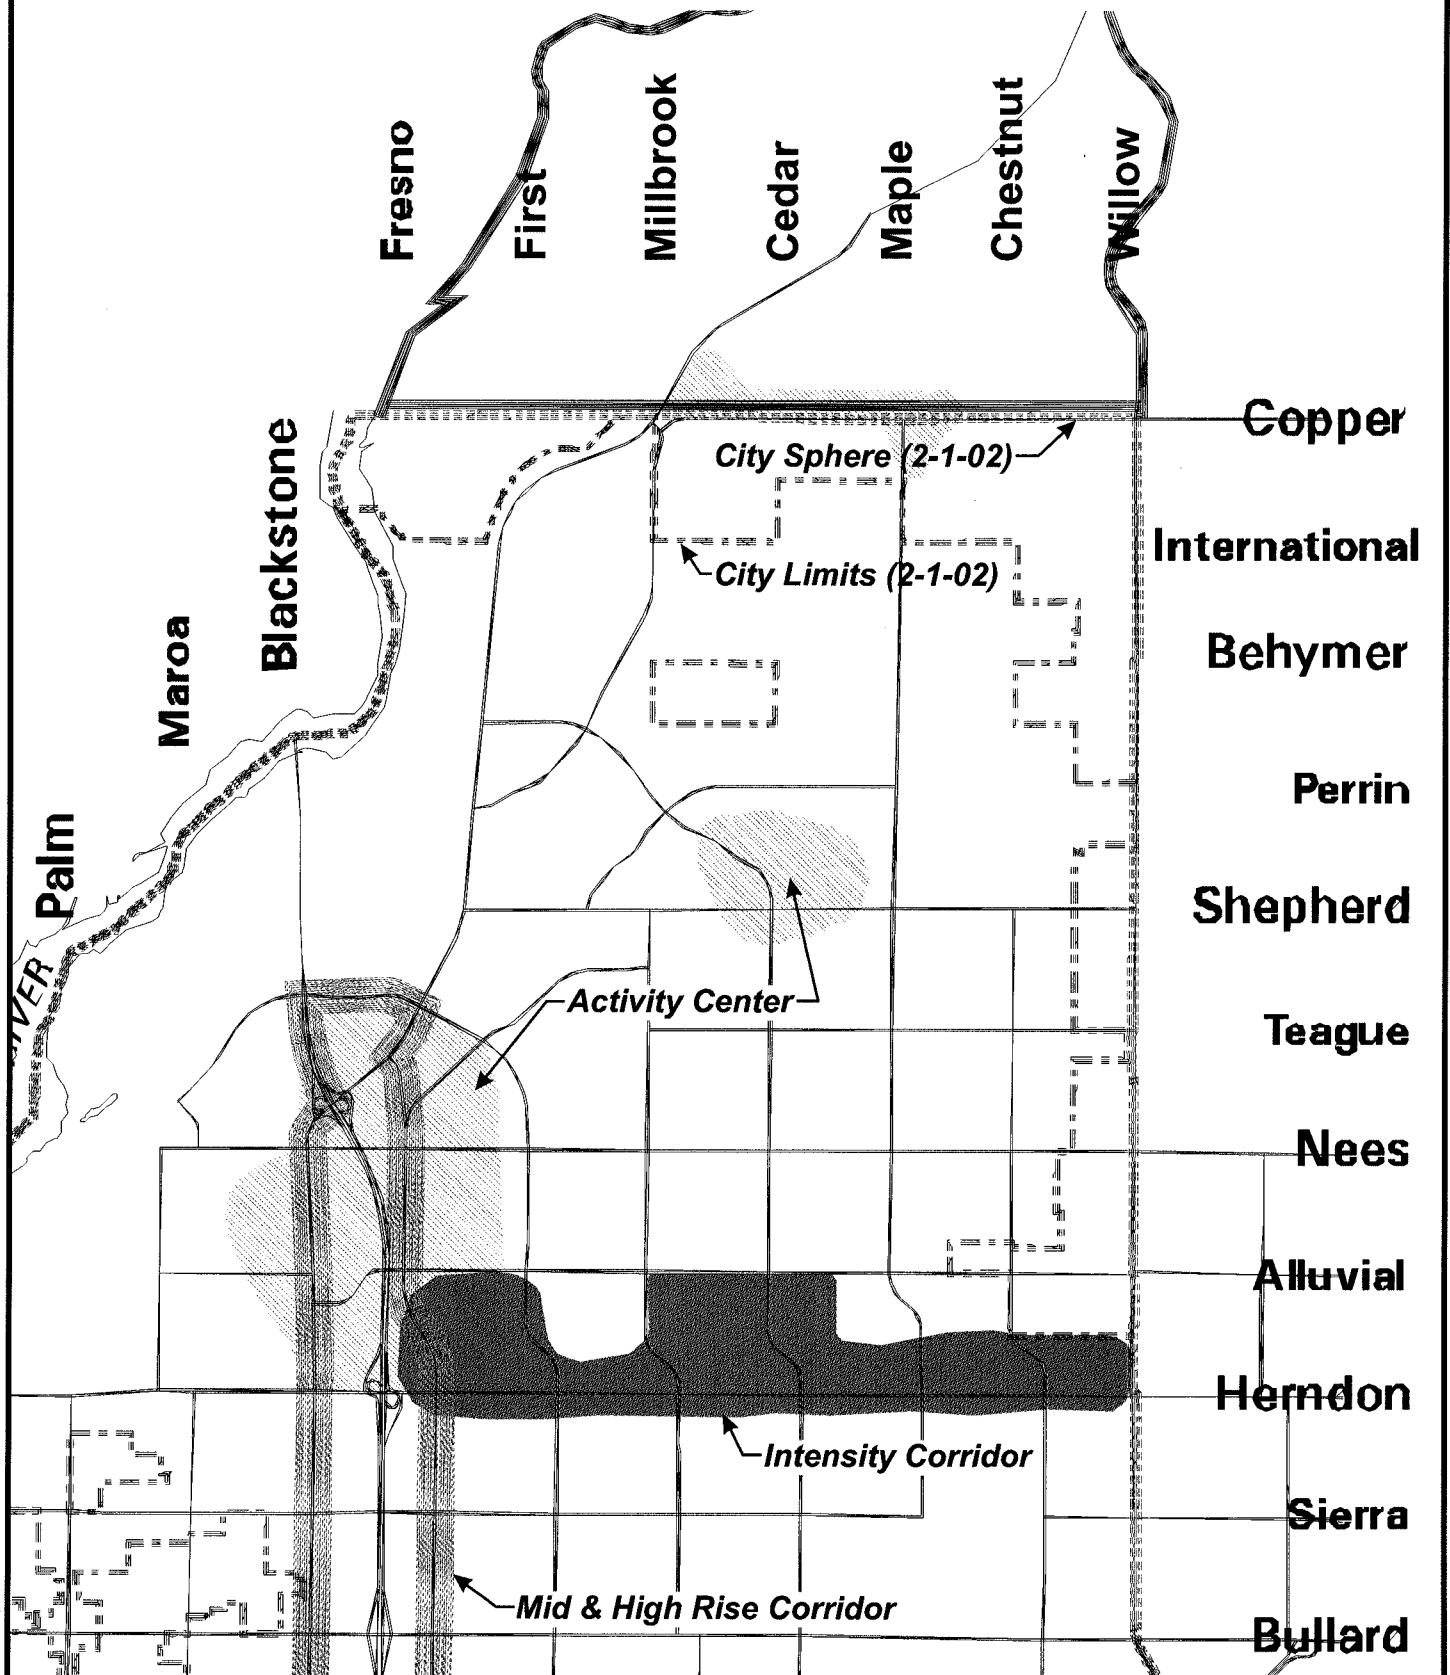 Fresno
First
Millbrook
Cedar
Maple
Chestnut
Willow
Blackstone
Maroa
Palm
Copper
City Sphere (2-1-02)
International
City Limits (2-1-02)
Behymer
Perrin
Shepherd
RIVER
Activity Center
Teague
Nees
Alluvial
Herndon
Intensity Corridor
Sierra
Mid & High Rise Corridor
Bullard